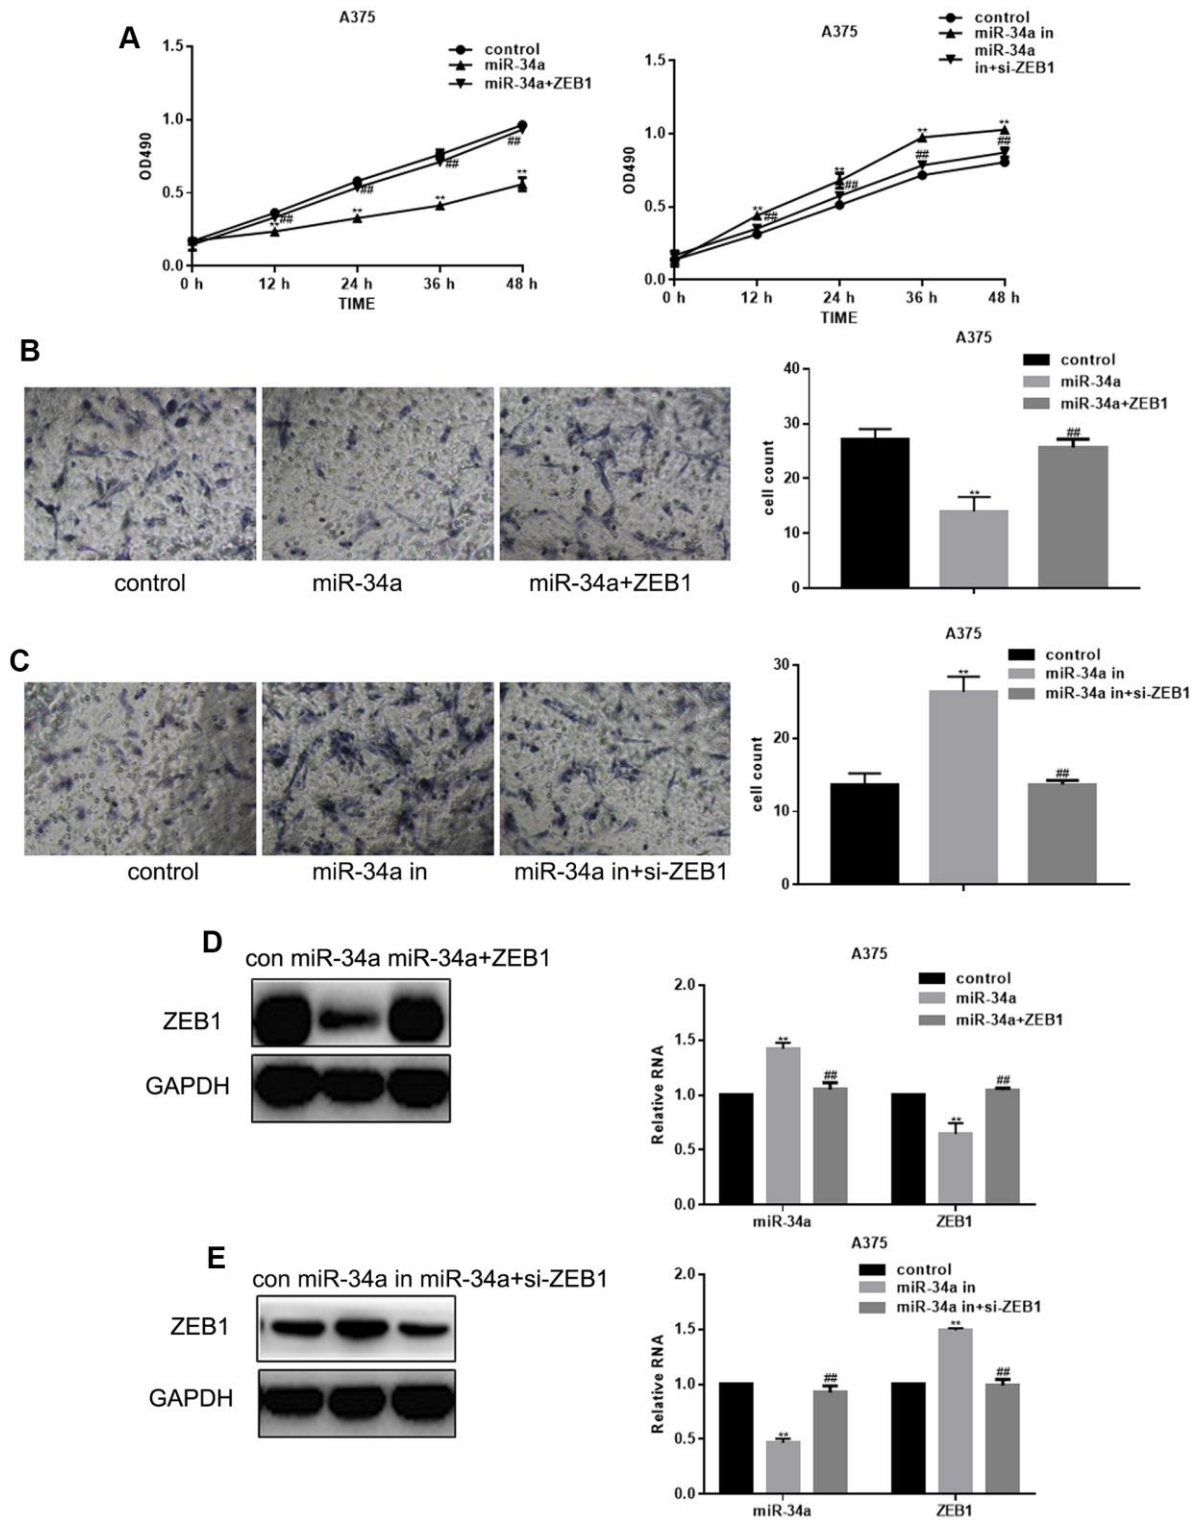 A
A375
control
miR-34a
miR-34a+ZEB1
OD490
1.5
1.0
0.5
0.0
**
**
**
**
##
##
##
##
0 h
12 h
24 h
36 h
48 h
TIME
A375
control
miR-34a in
miR-34a
in+si-ZEB1
OD490
1.5
1.0
0.5
0.0
**
**
**
**
##
##
##
##
0 h
12 h
24 h
36 h
48 h
TIME
B
control
miR-34a
miR-34a+ZEB1
A375
control
miR-34a
miR-34a+ZEB1
cell count
40
30
20
10
0
**
##
C
control
miR-34a in
miR-34a in+si-ZEB1
A375
control
miR-34a in
miR-34a in+si-ZEB1
cell count
30
20
10
0
**
##
D
con miR-34a miR-34a+ZEB1
ZEB1
GAPDH
A375
control
miR-34a
miR-34a+ZEB1
Relative RNA
2.0
1.5
1.0
0.5
0.0
**
##
**
##
miR-34a
ZEB1
E
con miR-34a in miR-34a+si-ZEB1
ZEB1
GAPDH
A375
control
miR-34a in
miR-34a in+si-ZEB1
Relative RNA
2.0
1.5
1.0
0.5
0.0
**
##
**
##
miR-34a
ZEB1